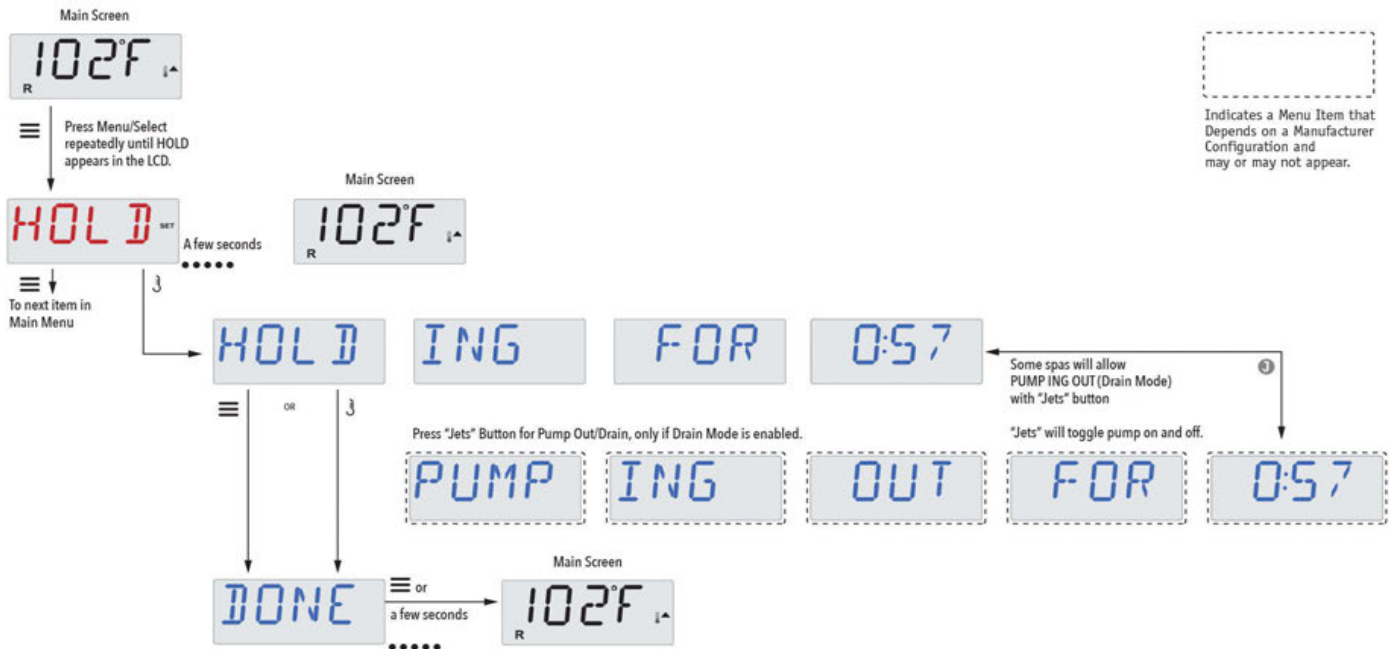 Main Screen
102°F
R
Indicates a Menu Item that
Depends on a Manufacturer
Configuration and
may or may not appear.
Press Menu/Select
repeatedly until HOLD
appears in the LCD.
Main Screen
HOLD SET
A few seconds
102°F
R
To next item in
Main Menu
HOLD ING FOR 0:57
Some spas will allow
PUMP ING OUT (Drain Mode)
with "Jets" button
J
OR
Press "Jets" Button for Pump Out/Drain, only if Drain Mode is enabled.
"Jets" will toggle pump on and off.
PUMP ING OUT FOR 0:57
Main Screen
DONE
or
a few seconds
102°F
R